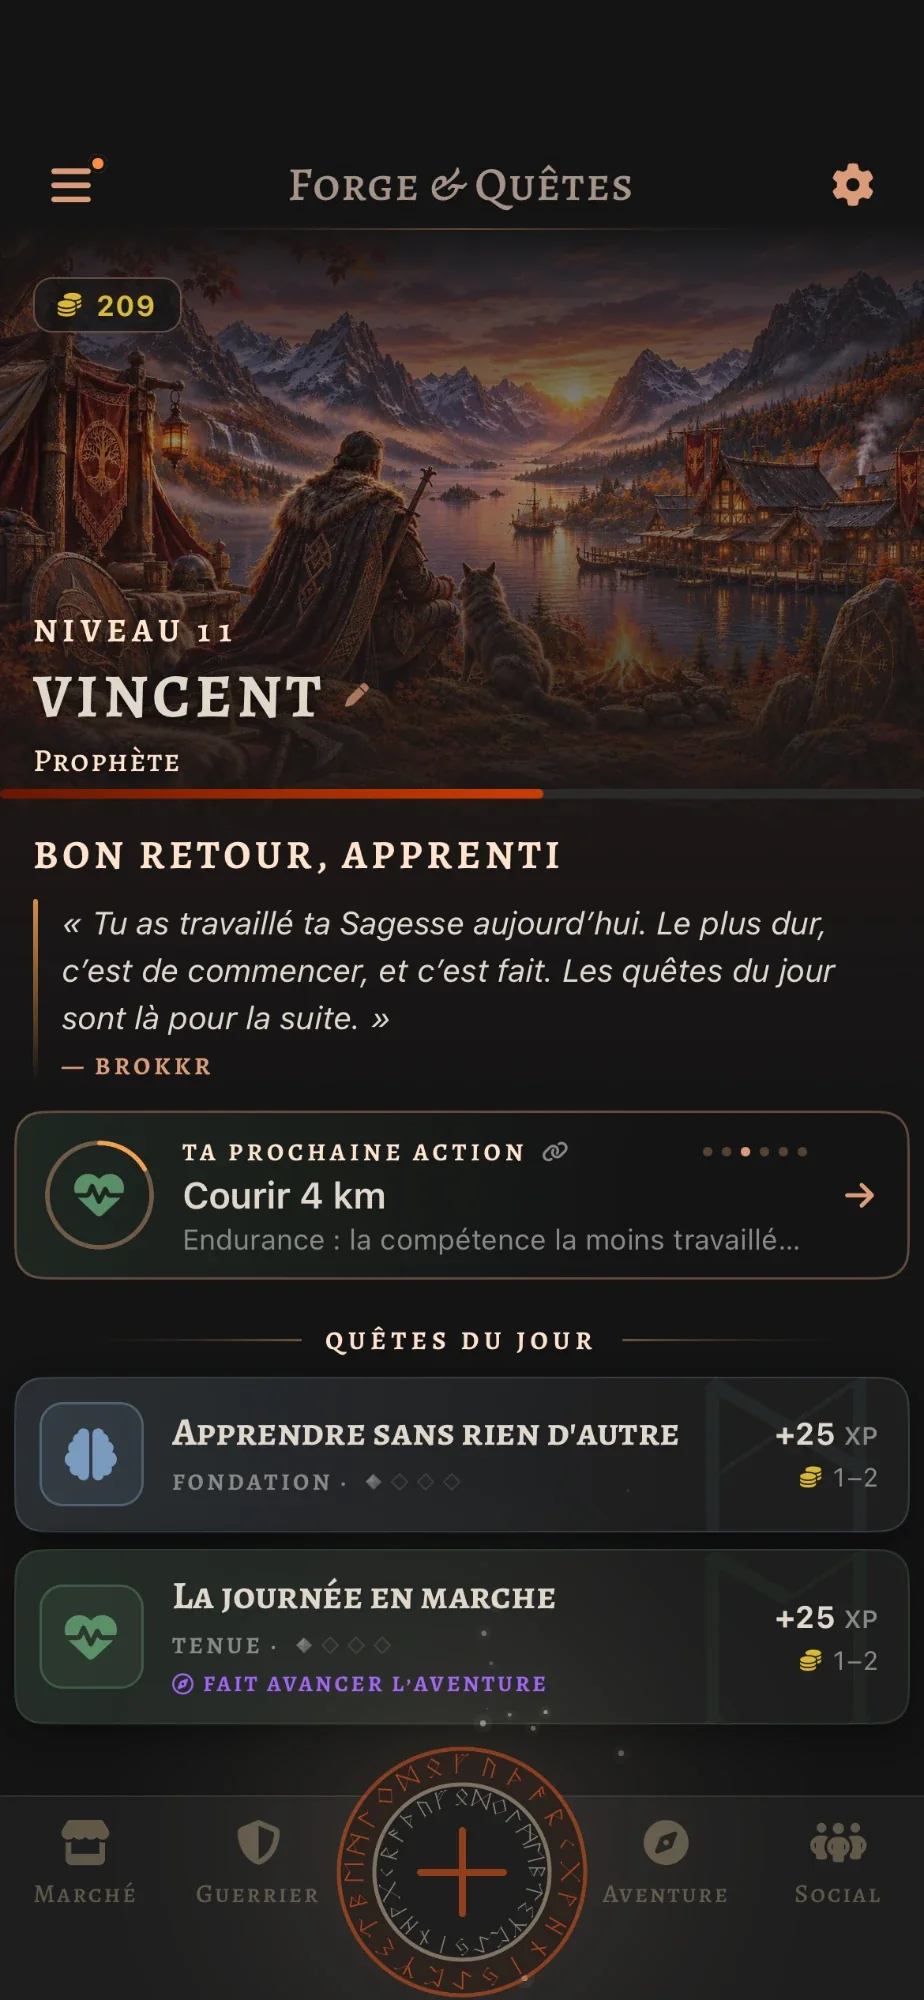 Forge & Quêtes
209
NIVEAU 11
VINCENT
Prophète
BON RETOUR, APPRENTI
« Tu as travaillé ta Sagesse aujourd’hui. Le plus dur,
c’est de commencer, et c’est fait. Les quêtes du jour
sont là pour la suite. »
— BROKKR
TA PROCHAINE ACTION
Courir 4 km
Endurance : la compétence la moins travaillé...
QUÊTES DU JOUR
Apprendre sans rien d'autre
FONDATION ·
+25 XP
1–2
La journée en marche
TENUE ·
FAIT AVANCER L’AVENTURE
+25 XP
1–2
Marché
Guerrier
Aventure
Social